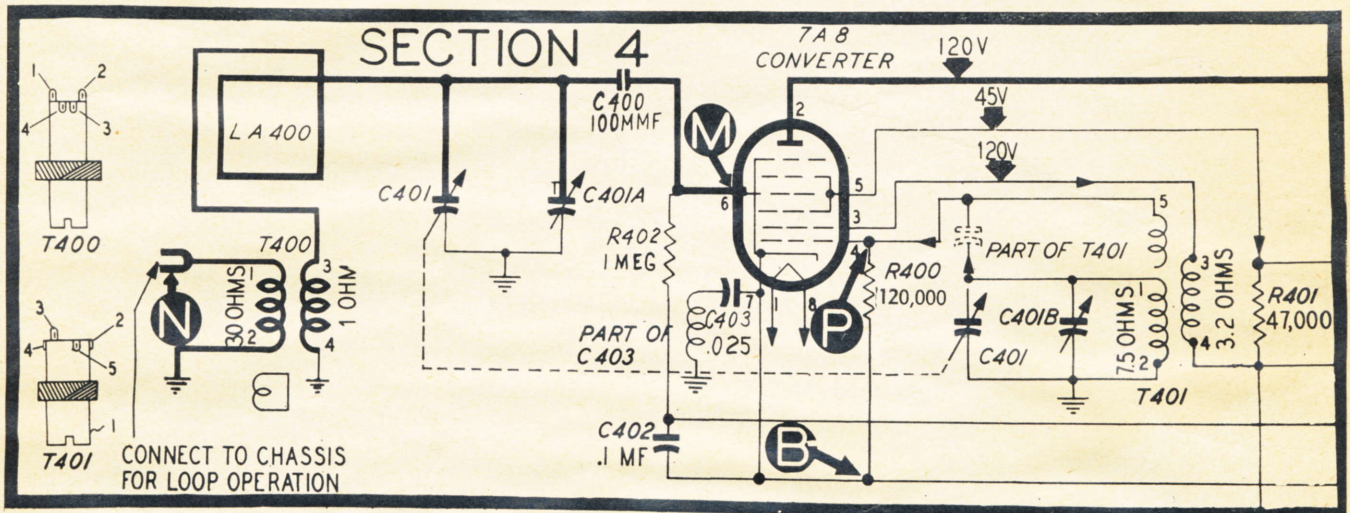 SECTION 4
7A8
CONVERTER
120V
45V
120V
1
2
4
3
T400
LA400
C400
100MMF
M
2
C401
C401A
6
5
3
4
R402
1 MEG
R400
120,000
PART OF T401
5
T400
N
30 OHMS
1
2
3
4
1 OHM
PART OF
C403
C403
.025
7
1
8
P
C401
C401B
7.5 OHMS
1
2
3
4
3.2 OHMS
T401
R401
47,000
3
2
4
5
1
T401
CONNECT TO CHASSIS
FOR LOOP OPERATION
C402
.1 MF
B